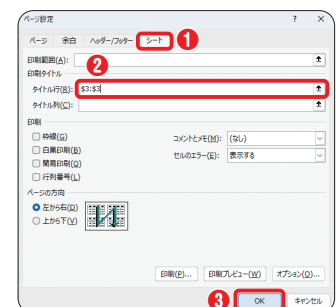 ページ設定 ? ×
ページ 余白 ヘッダー/フッター シート 1
印刷範囲(A):
印刷タイトル 2
タイトル行(R): $3:$3
タイトル列(C):
印刷
枠線(G) コメントとメモ(M): (なし)
白黒印刷(B) セルのエラー(E): 表示する
簡易印刷(Q)
行列番号(L)
ページの方向
左から右(D)
上から下(V)
印刷(P)... 印刷プレビュー(W) オプション(O)...
3 OK キャンセル